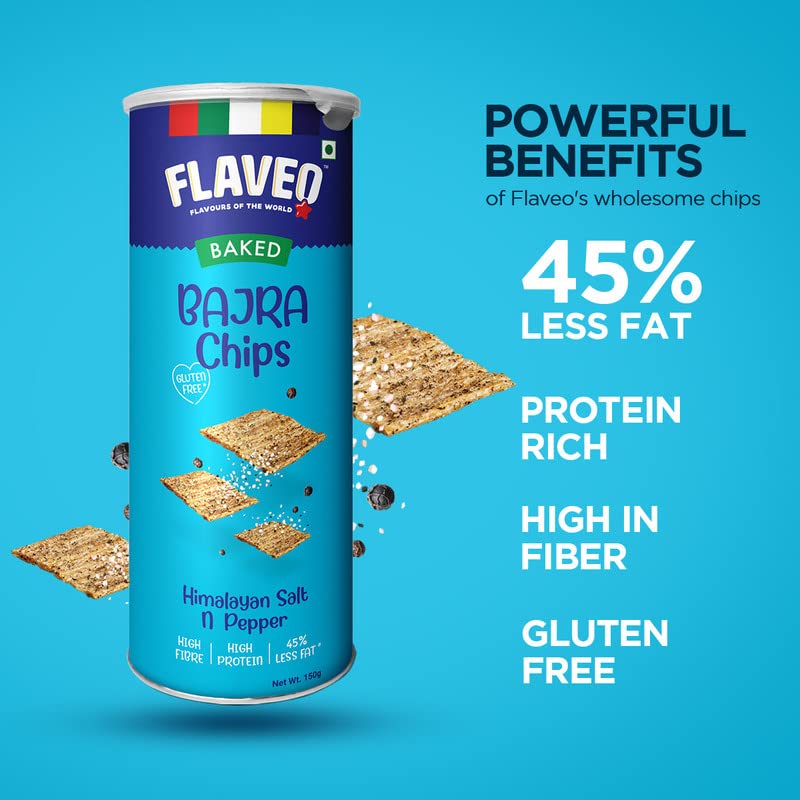 FLAVEO™
FLAVOURS OF THE WORLD
BAKED
BAJRA
Chips
GLUTEN
FREE*
Himalayan Salt
n Pepper
HIGH
FIBRE
HIGH
PROTEIN
45%
LESS FAT*
Net Wt. 150g
POWERFUL
BENEFITS
of Flaveo's wholesome chips
45%
LESS FAT
PROTEIN
RICH
HIGH IN
FIBER
GLUTEN
FREE